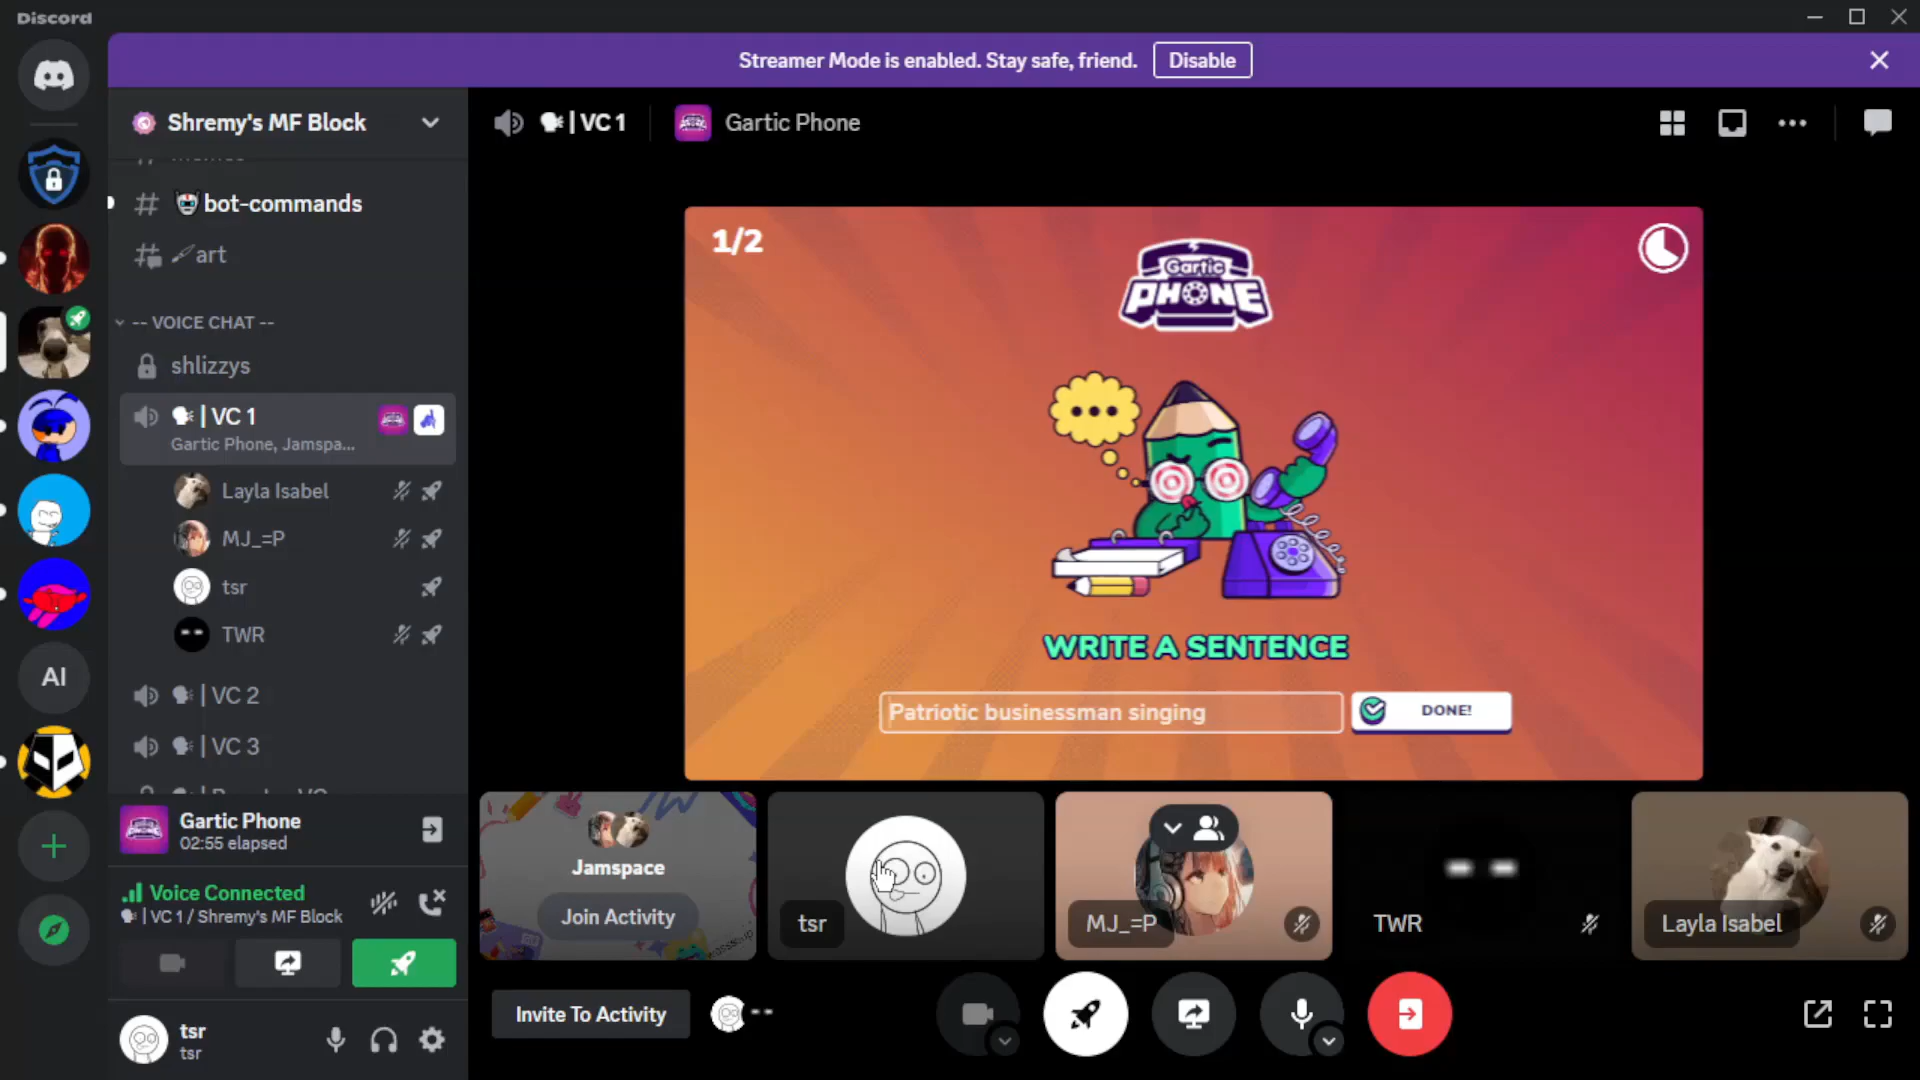 Discord
Streamer Mode is enabled. Stay safe, friend.
Disable
Shremy's MF Block
| VC 1
Gartic Phone
# memes
# bot-commands
art
-- VOICE CHAT --
shlizzys
| VC 1
Gartic Phone, Jamspa...
Layla Isabel
MJ_=P
tsr
TWR
AI
| VC 2
| VC 3
Gartic Phone
02:55 elapsed
Voice Connected
| VC 1 / Shremy's MF Block
tsr
tsr
1/2
Gartic
PHONE
WRITE A SENTENCE
Patriotic businessman singing
DONE!
Jamspace
Join Activity
tsr
MJ_=P
TWR
Layla Isabel
Invite To Activity